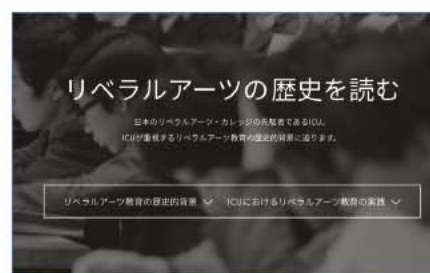 リベラルアーツの歴史を読む
日本のリベラルアーツ・カレッジの先駆者であるICU。
ICUが重視するリベラルアーツ教育の歴史的背景に迫ります。
リベラルアーツ教育の歴史的背景 ICUにおけるリベラルアーツ教育の実践